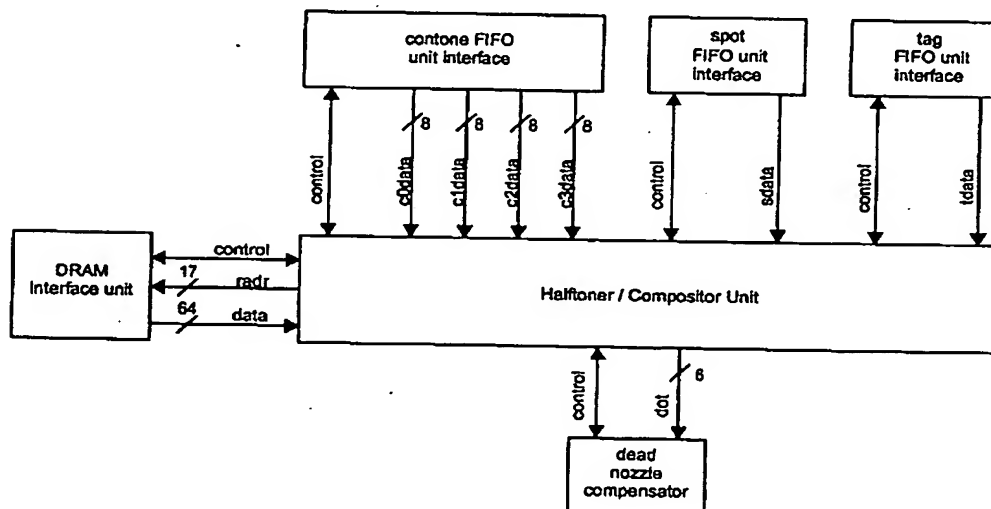 contone FIFO
unit interface
spot
FIFO unit
interface
tag
FIFO unit
interface
8
8
8
8
control
c0data
c1data
c2data
c3data
control
sdata
control
tdata
DRAM
Interface unit
control
17
radr
64
data
Halftoner / Compositor Unit
control
dot
6
dead
nozzle
compensator